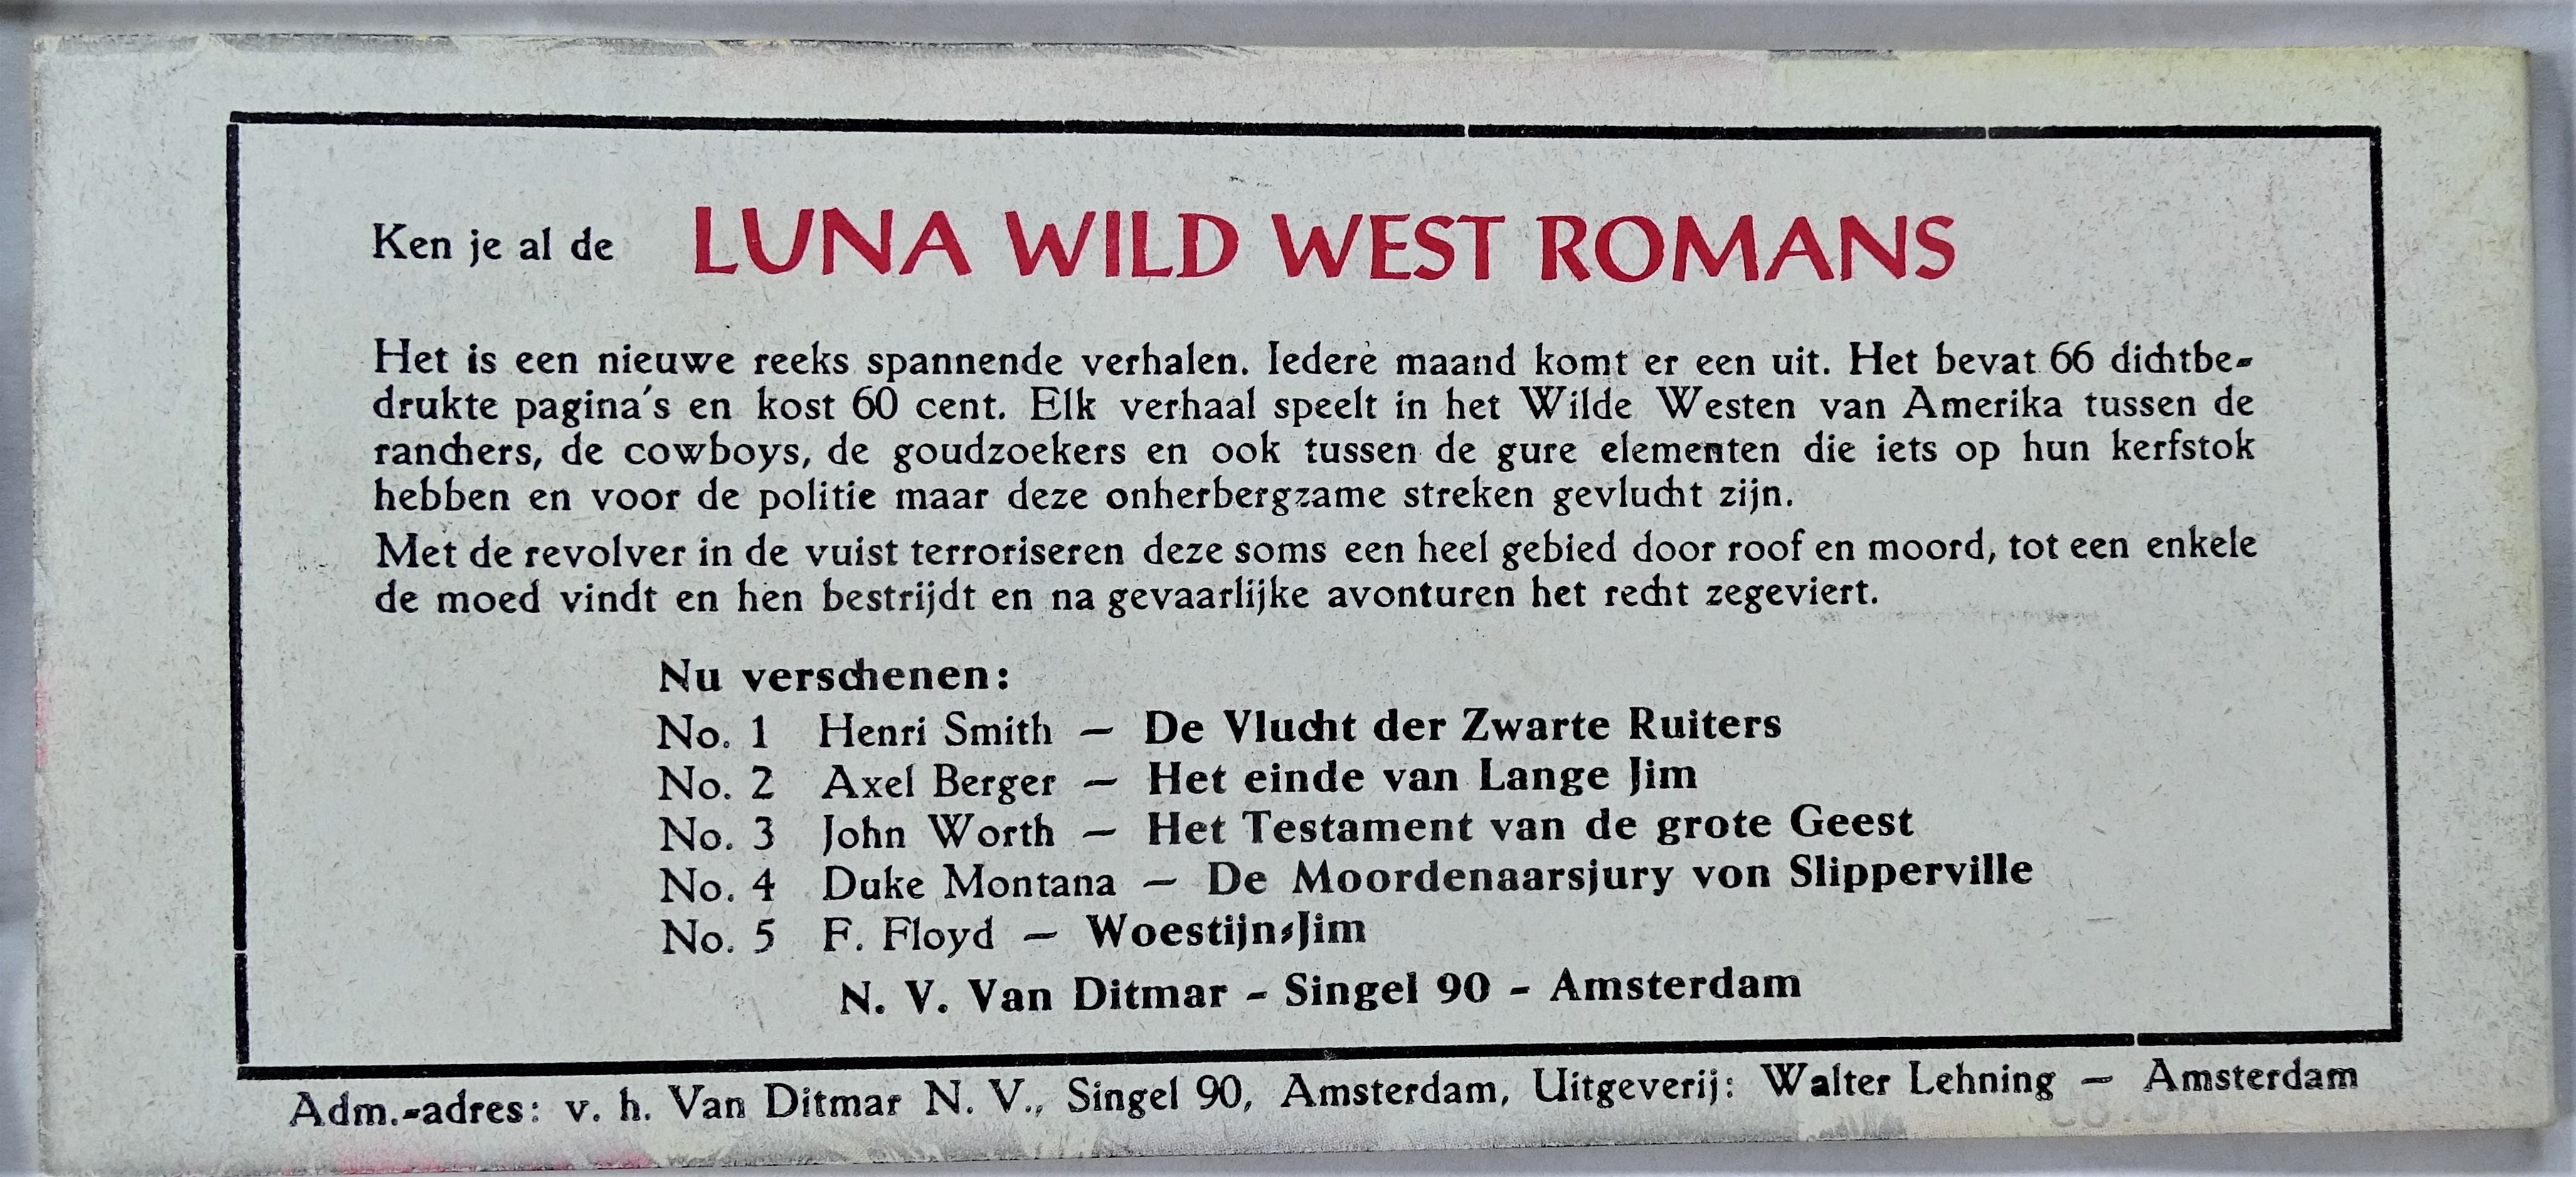 Ken je al de LUNA WILD WEST ROMANS
Het is een nieuwe reeks spannende verhalen. Iedere maand komt er een uit. Het bevat 66 dichtbe-
drukte pagina's en kost 60 cent. Elk verhaal speelt in het Wilde Westen van Amerika tussen de
ranchers, de cowboys, de goudzoekers en ook tussen de gure elementen die iets op hun kerfstok
hebben en voor de politie maar deze onherbergzame streken gevlucht zijn.
Met de revolver in de vuist terroriseren deze soms een heel gebied door roof en moord, tot een enkele
de moed vindt en hen bestrijdt en na gevaarlijke avonturen het recht zegeviert.
Nu verschenen:
No. 1 Henri Smith — De Vlucht der Zwarte Ruiters
No. 2 Axel Berger — Het einde van Lange Jim
No. 3 John Worth — Het Testament van de grote Geest
No. 4 Duke Montana — De Moordenaarsjury von Slipperville
No. 5 F. Floyd — Woestijn-Jim
N. V. Van Ditmar - Singel 90 - Amsterdam
Adm.-adres: v. h. Van Ditmar N. V., Singel 90, Amsterdam, Uitgeverij: Walter Lehning — Amsterdam